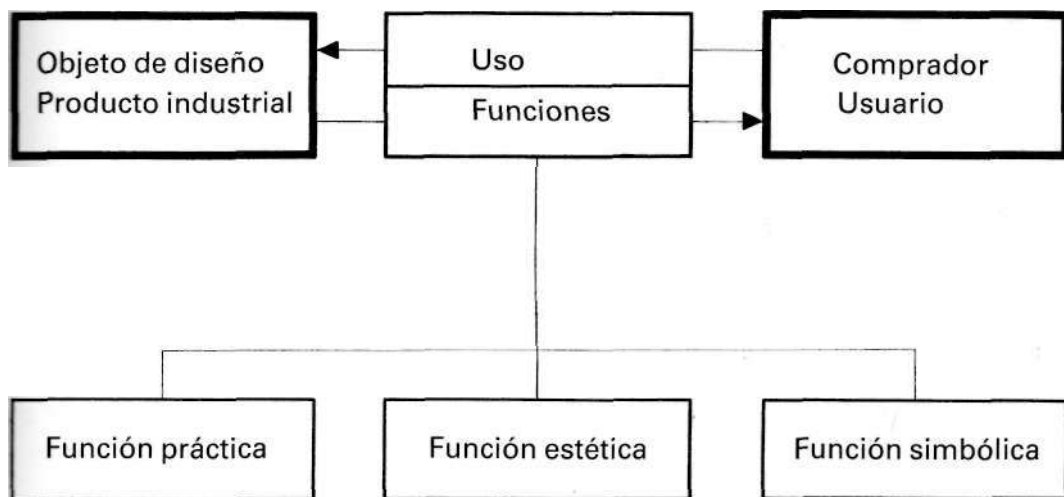 Objeto de diseño
Producto industrial
Uso
Funciones
Comprador
Usuario
Función práctica
Función estética
Función simbólica